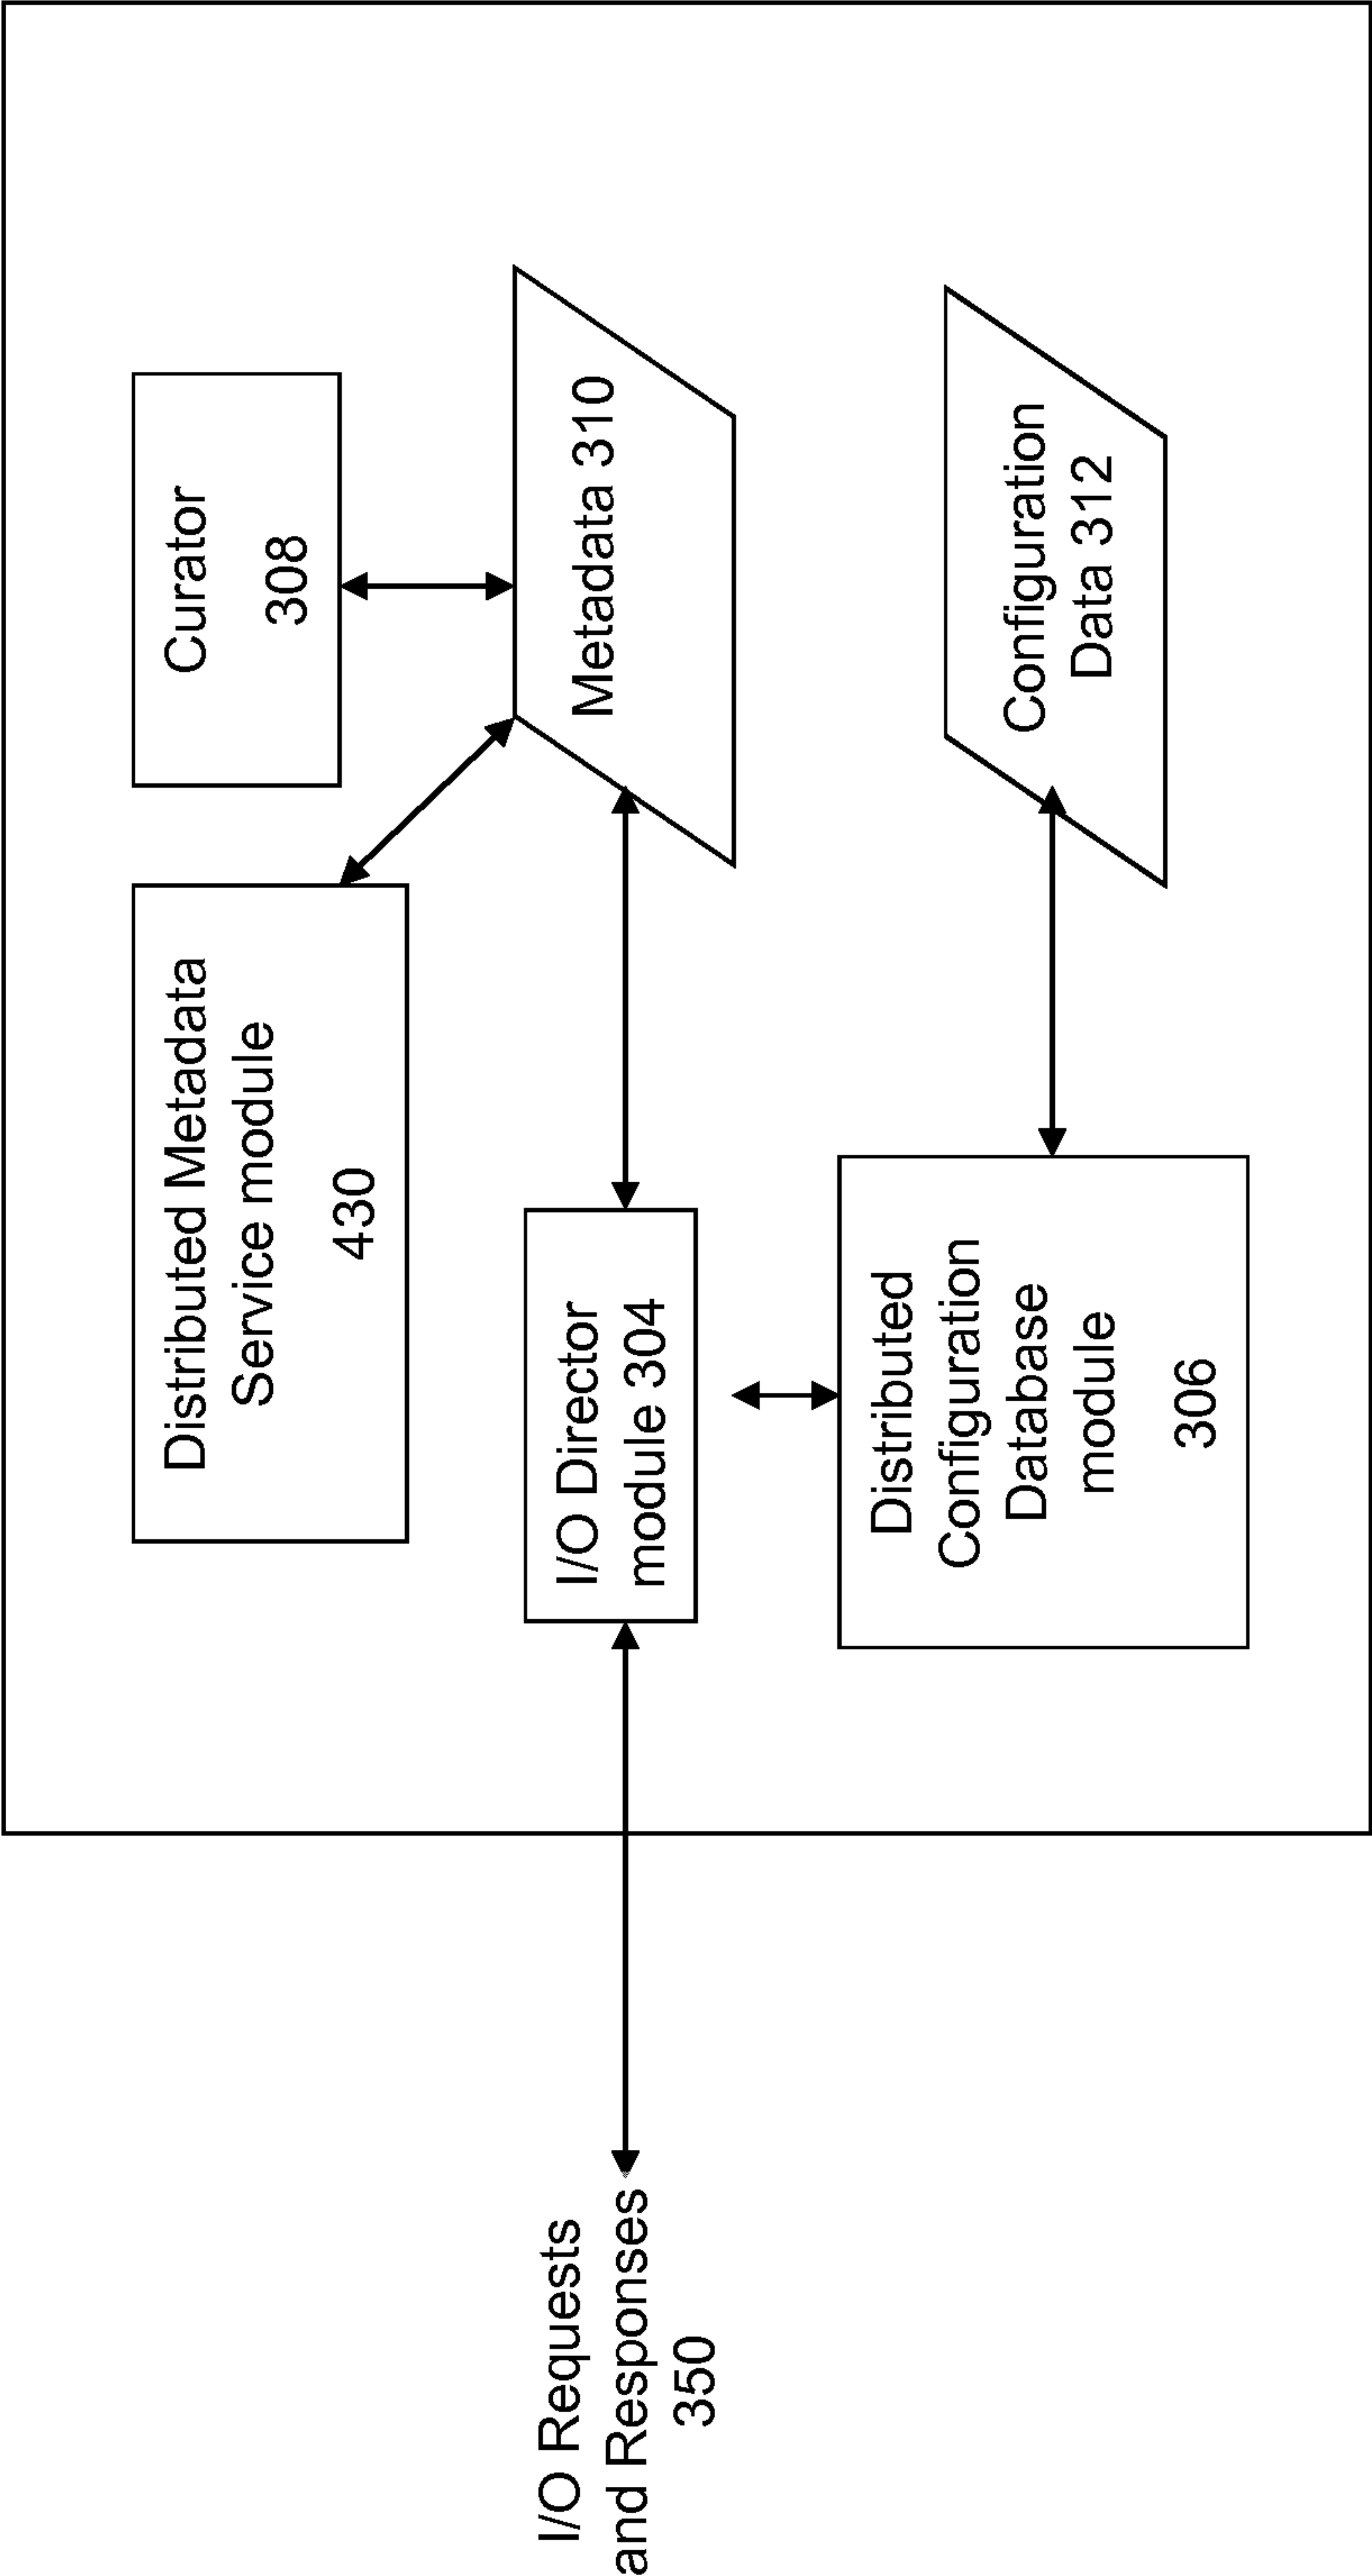 Distributed Metadata
Service module
430
Curator
308
I/O Requests
and Responses
350
I/O Director
module 304
Metadata 310
Distributed
Configuration
Database
module
306
Configuration
Data 312